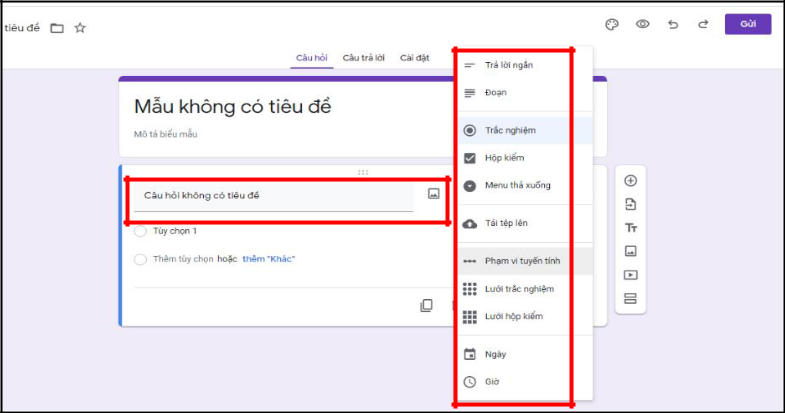 tiêu đề
Gửi
Câu hỏi Câu trả lời Cài đặt
Mẫu không có tiêu đề
Mô tả biểu mẫu
Câu hỏi không có tiêu đề
Tùy chọn 1
Thêm tùy chọn hoặc thêm "Khác"
Trả lời ngắn
Đoạn
Trắc nghiệm
Hộp kiểm
Menu thả xuống
Tải tệp lên
Phạm vi tuyến tính
Lưới trắc nghiệm
Lưới hộp kiểm
Ngày
Giờ
Tт